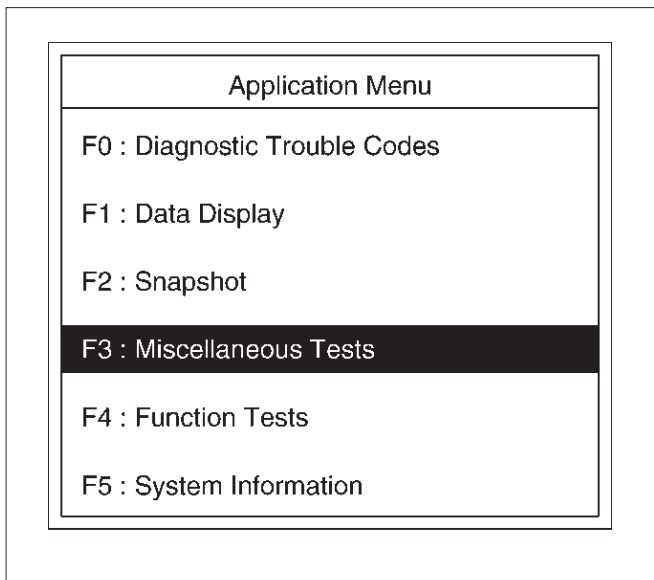 Application Menu
F0 : Diagnostic Trouble Codes
F1 : Data Display
F2 : Snapshot
F3 : Miscellaneous Tests
F4 : Function Tests
F5 : System Information